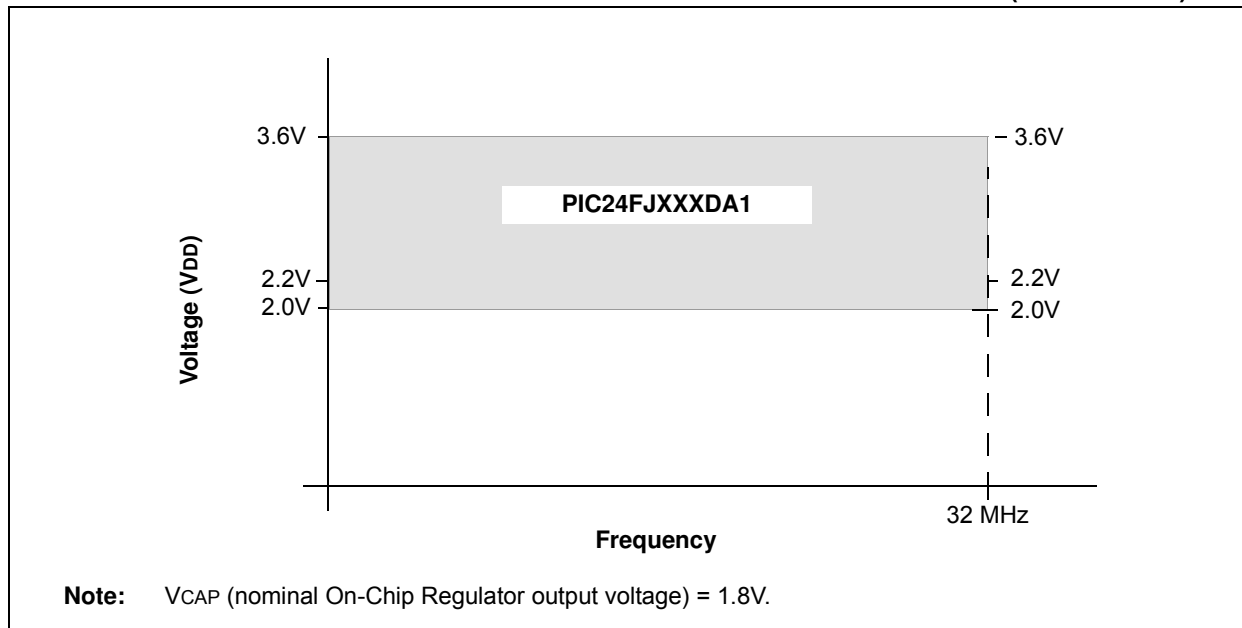 3.6V
3.6V
PIC24FJXXXDA1
Voltage (VDD)
2.2V
2.2V
2.0V
2.0V
32 MHz
Frequency
Note: VCAP (nominal On-Chip Regulator output voltage) = 1.8V.